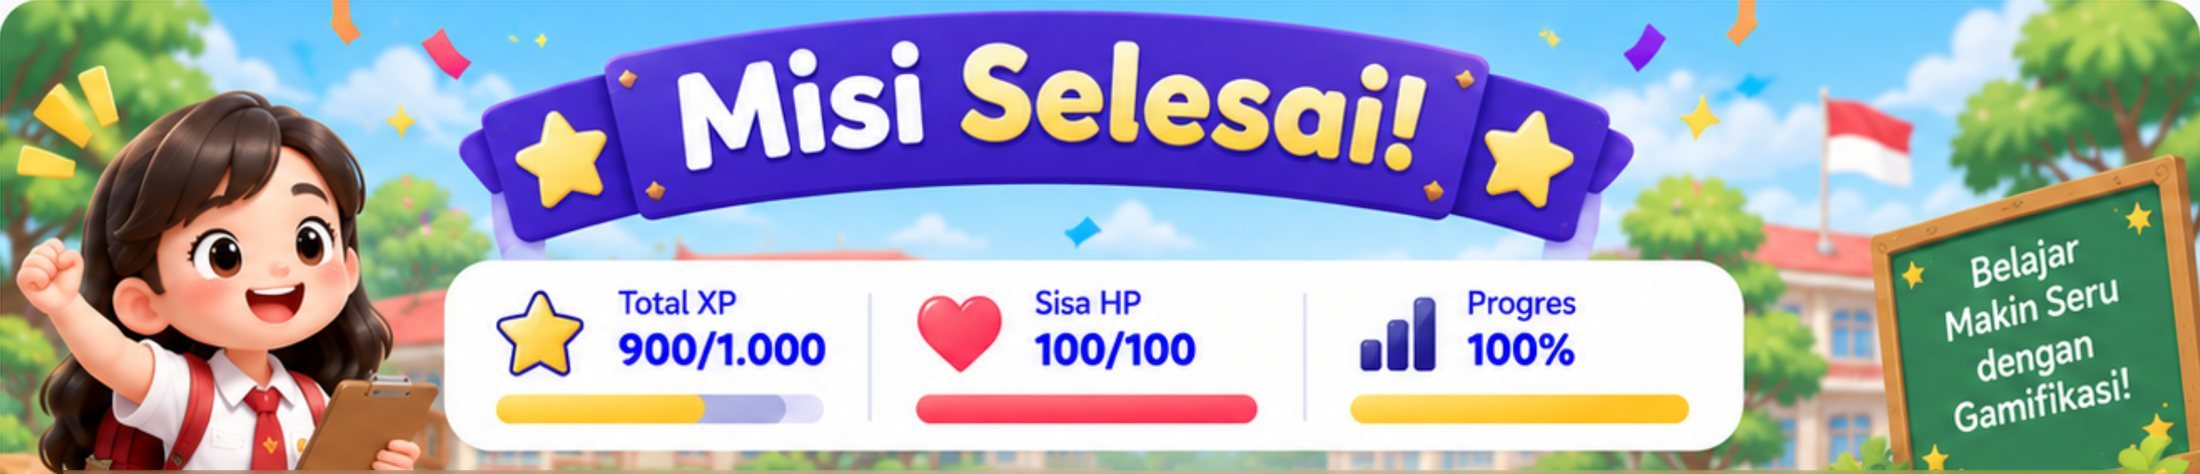 Misi Selesai!
Total XP
900/1.000
Sisa HP
100/100
Progres
100%
Belajar
Makin Seru
dengan
Gamifikasi!